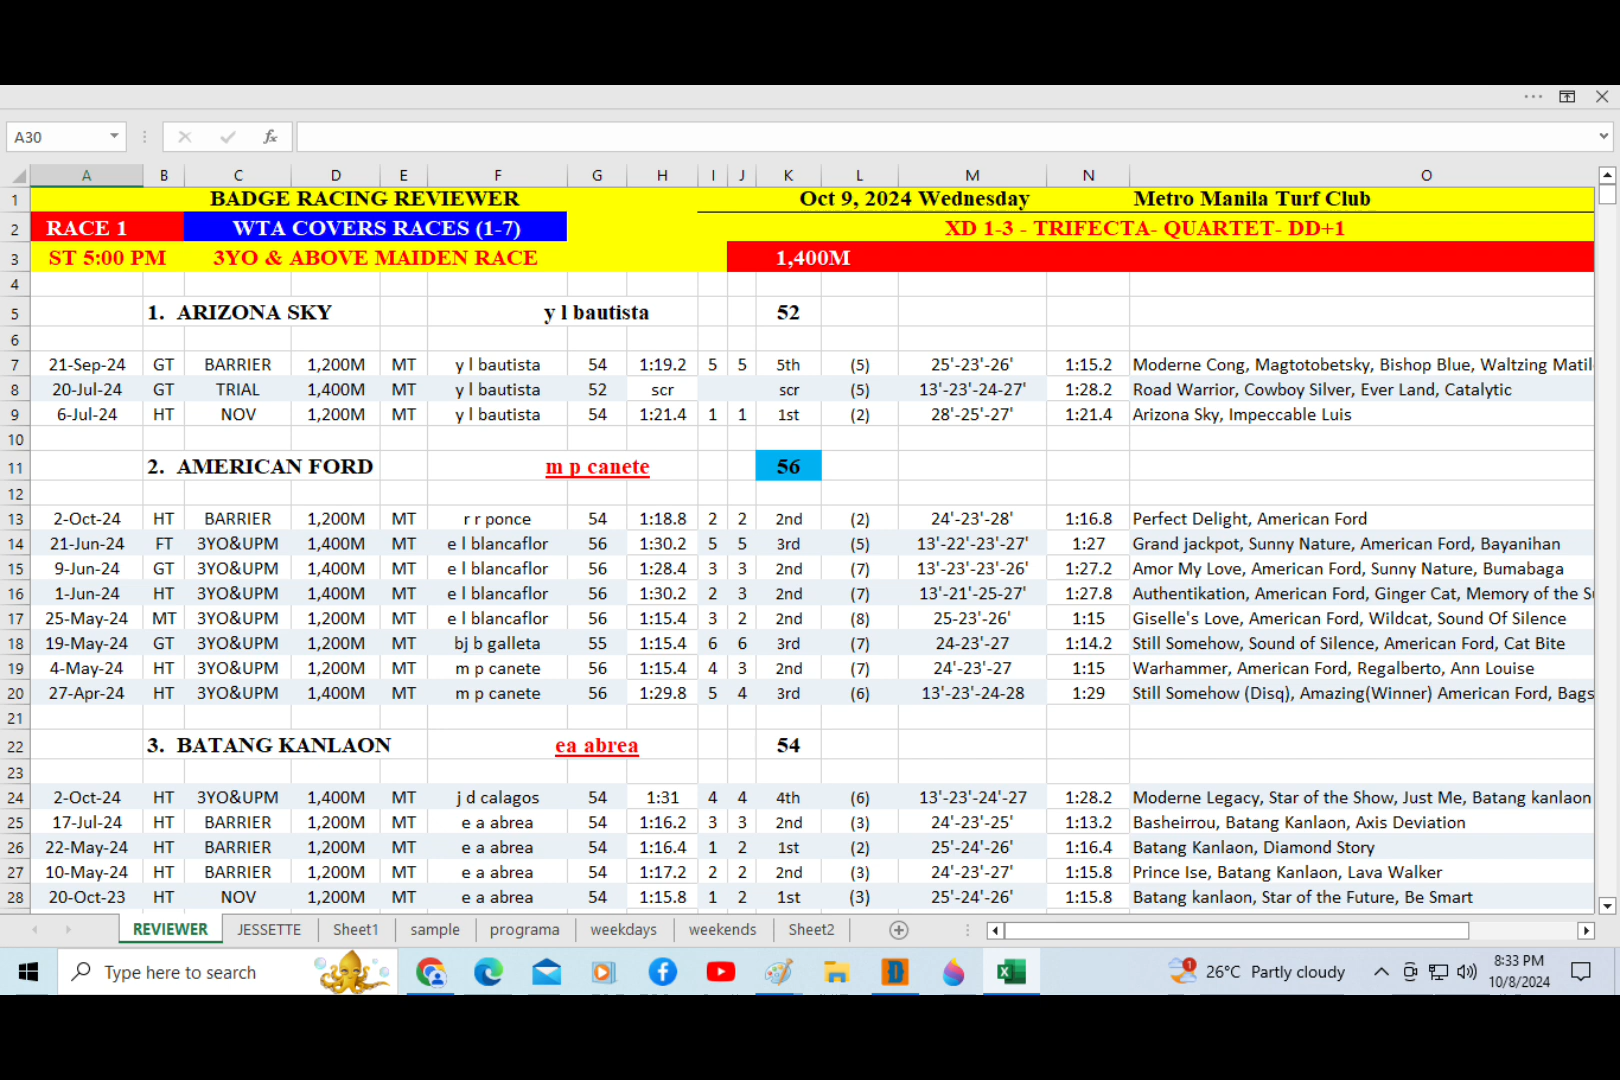 A30
fx
A B C D E F G H I J K L M N O
1 BADGE RACING REVIEWER Oct 9, 2024 Wednesday Metro Manila Turf Club
2 RACE 1 WTA COVERS RACES (1-7) XD 1-3 - TRIFECTA- QUARTET- DD+1
3 ST 5:00 PM 3YO & ABOVE MAIDEN RACE 1,400M
4
5 1. ARIZONA SKY y l bautista 52
6
7 21-Sep-24 GT BARRIER 1,200M MT y l bautista 54 1:19.2 5 5 5th (5) 25'-23'-26' 1:15.2 Moderne Cong, Magtotobetsky, Bishop Blue, Waltzing Matil
8 20-Jul-24 GT TRIAL 1,400M MT y l bautista 52 scr scr (5) 13'-23'-24-27' 1:28.2 Road Warrior, Cowboy Silver, Ever Land, Catalytic
9 6-Jul-24 HT NOV 1,200M MT y l bautista 54 1:21.4 1 1 1st (2) 28'-25'-27' 1:21.4 Arizona Sky, Impeccable Luis
10
11 2. AMERICAN FORD m p canete 56
12
13 2-Oct-24 HT BARRIER 1,200M MT r r ponce 54 1:18.8 2 2 2nd (2) 24'-23'-28' 1:16.8 Perfect Delight, American Ford
14 21-Jun-24 FT 3YO&UPM 1,400M MT e l blancaflor 56 1:30.2 5 5 3rd (5) 13'-22'-23'-27' 1:27 Grand jackpot, Sunny Nature, American Ford, Bayanihan
15 9-Jun-24 GT 3YO&UPM 1,400M MT e l blancaflor 56 1:28.4 3 3 2nd (7) 13'-23'-23'-26' 1:27.2 Amor My Love, American Ford, Sunny Nature, Bumabaga
16 1-Jun-24 HT 3YO&UPM 1,400M MT e l blancaflor 56 1:30.2 2 3 2nd (7) 13'-21'-25-27' 1:27.8 Authentikation, American Ford, Ginger Cat, Memory of the S
17 25-May-24 MT 3YO&UPM 1,200M MT e l blancaflor 56 1:15.4 3 2 2nd (8) 25-23'-26' 1:15 Giselle's Love, American Ford, Wildcat, Sound Of Silence
18 19-May-24 GT 3YO&UPM 1,200M MT bj b galleta 55 1:15.4 6 6 3rd (7) 24-23'-27 1:14.2 Still Somehow, Sound of Silence, American Ford, Cat Bite
19 4-May-24 HT 3YO&UPM 1,200M MT m p canete 56 1:15.4 4 3 2nd (7) 24'-23'-27 1:15 Warhammer, American Ford, Regalberto, Ann Louise
20 27-Apr-24 HT 3YO&UPM 1,400M MT m p canete 56 1:29.8 5 4 3rd (6) 13'-23'-24-28 1:29 Still Somehow (Disq), Amazing(Winner) American Ford, Bags
21
22 3. BATANG KANLAON ea abrea 54
23
24 2-Oct-24 HT 3YO&UPM 1,400M MT j d calagos 54 1:31 4 4 4th (6) 13'-23'-24'-27 1:28.2 Moderne Legacy, Star of the Show, Just Me, Batang kanlaon
25 17-Jul-24 HT BARRIER 1,200M MT e a abrea 54 1:16.2 3 3 2nd (3) 24'-23'-25' 1:13.2 Basheirrou, Batang Kanlaon, Axis Deviation
26 22-May-24 HT BARRIER 1,200M MT e a abrea 54 1:16.4 1 2 1st (2) 25'-24'-26' 1:16.4 Batang Kanlaon, Diamond Story
27 10-May-24 HT BARRIER 1,200M MT e a abrea 54 1:17.2 2 2 2nd (3) 24'-23'-27' 1:15.8 Prince Ise, Batang Kanlaon, Lava Walker
28 20-Oct-23 HT NOV 1,200M MT e a abrea 54 1:15.8 1 2 1st (3) 25'-24'-26' 1:15.8 Batang kanlaon, Star of the Future, Be Smart
REVIEWER JESSETTE Sheet1 sample programa weekdays weekends Sheet2
Type here to search 1 26°C Partly cloudy 8:33 PM
10/8/2024